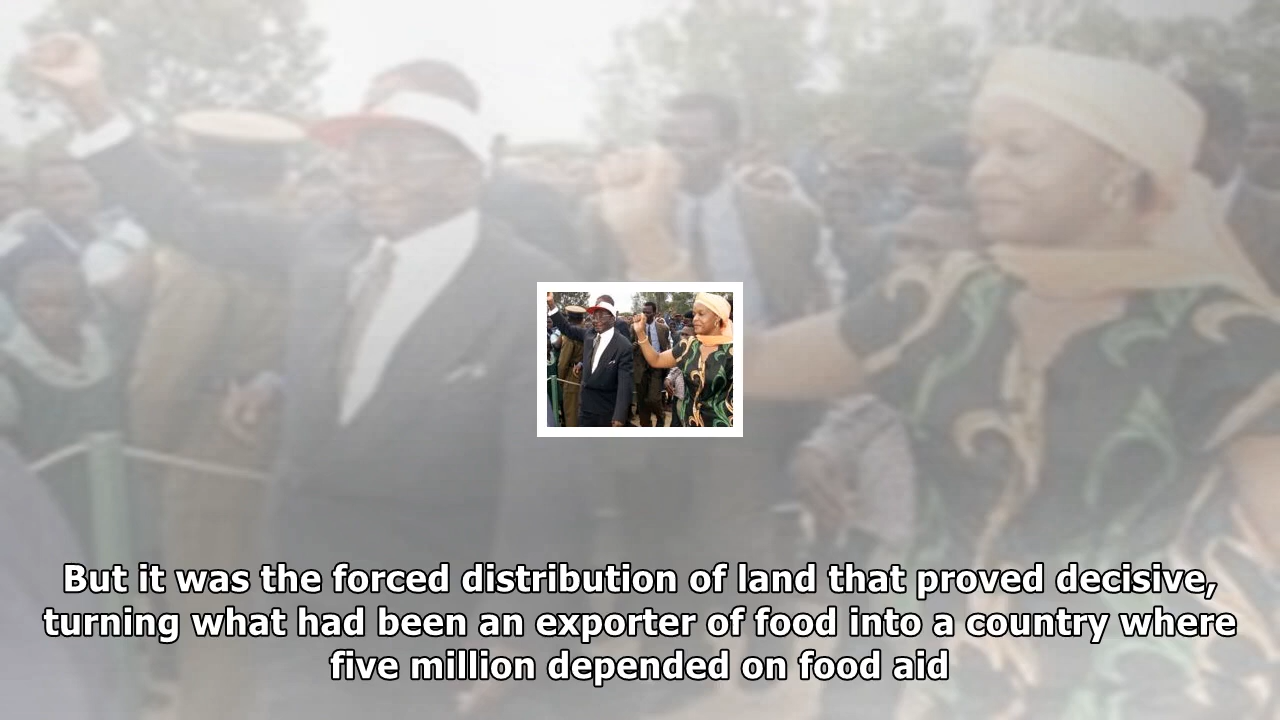 But it was the forced distribution of land that proved decisive,
turning what had been an exporter of food into a country where
five million depended on food aid